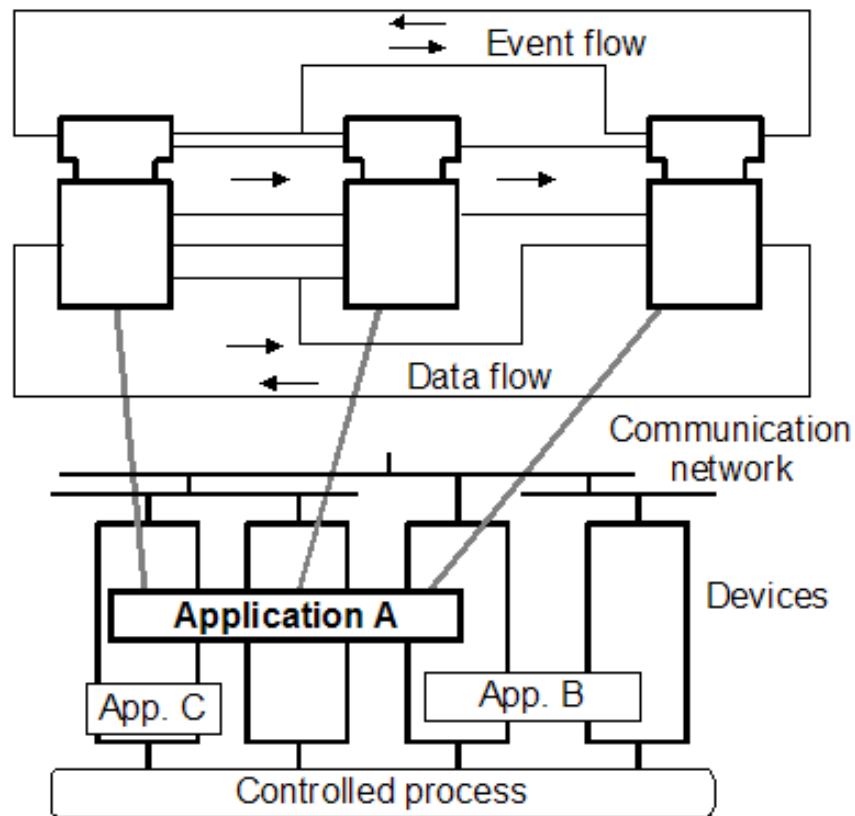 Event flow
Data flow
Communication
network
Devices
Application A
App. C
App. B
Controlled process